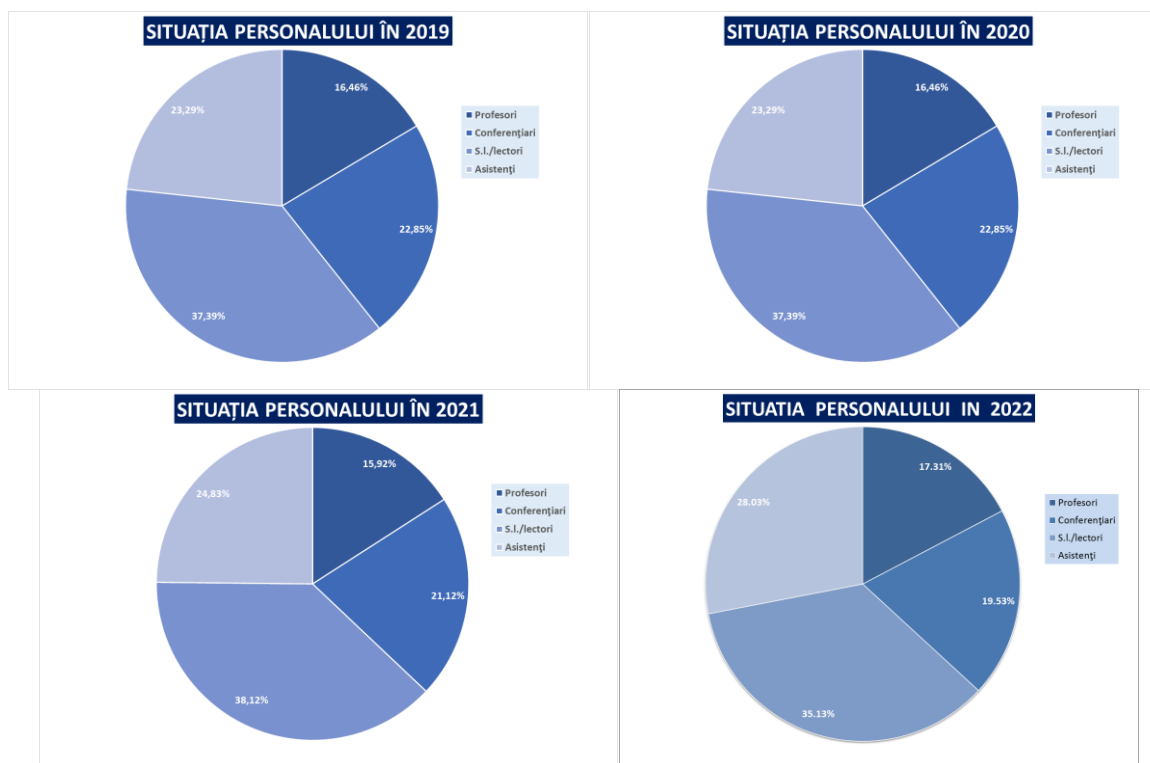 SITUAȚIA PERSONALULUI ÎN 2019
16,46%
23,29%
Profesori
Conferențiari
S.l./lectori
Asistenți
22,85%
37,39%
SITUAȚIA PERSONALULUI ÎN 2020
16,46%
23,29%
Profesori
Conferențiari
S.l./lectori
Asistenți
22,85%
37,39%
SITUAȚIA PERSONALULUI ÎN 2021
15,92%
24,83%
Profesori
Conferențiari
S.l./lectori
Asistenți
21,12%
38,12%
SITUATIA PERSONALULUI IN 2022
17.31%
28.03%
Profesori
Conferențiari
S.l./lectori
Asistenți
19.53%
35.13%